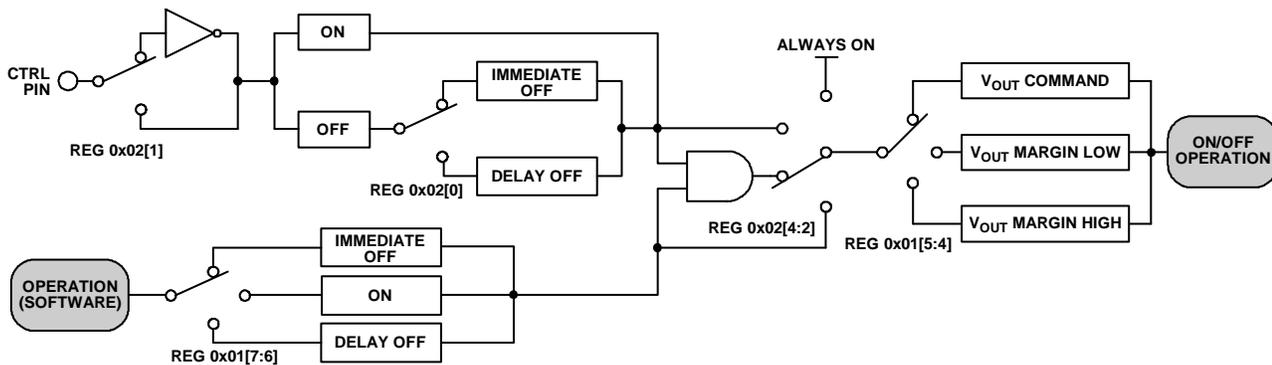 CTRL
PIN
REG 0x02[1]
ON
OFF
IMMEDIATE
OFF
DELAY OFF
REG 0x02[0]
ALWAYS ON
REG 0x02[4:2]
VOUT COMMAND
VOUT MARGIN LOW
VOUT MARGIN HIGH
REG 0x01[5:4]
ON/OFF
OPERATION
OPERATION
(SOFTWARE)
IMMEDIATE
OFF
ON
DELAY OFF
REG 0x01[7:6]